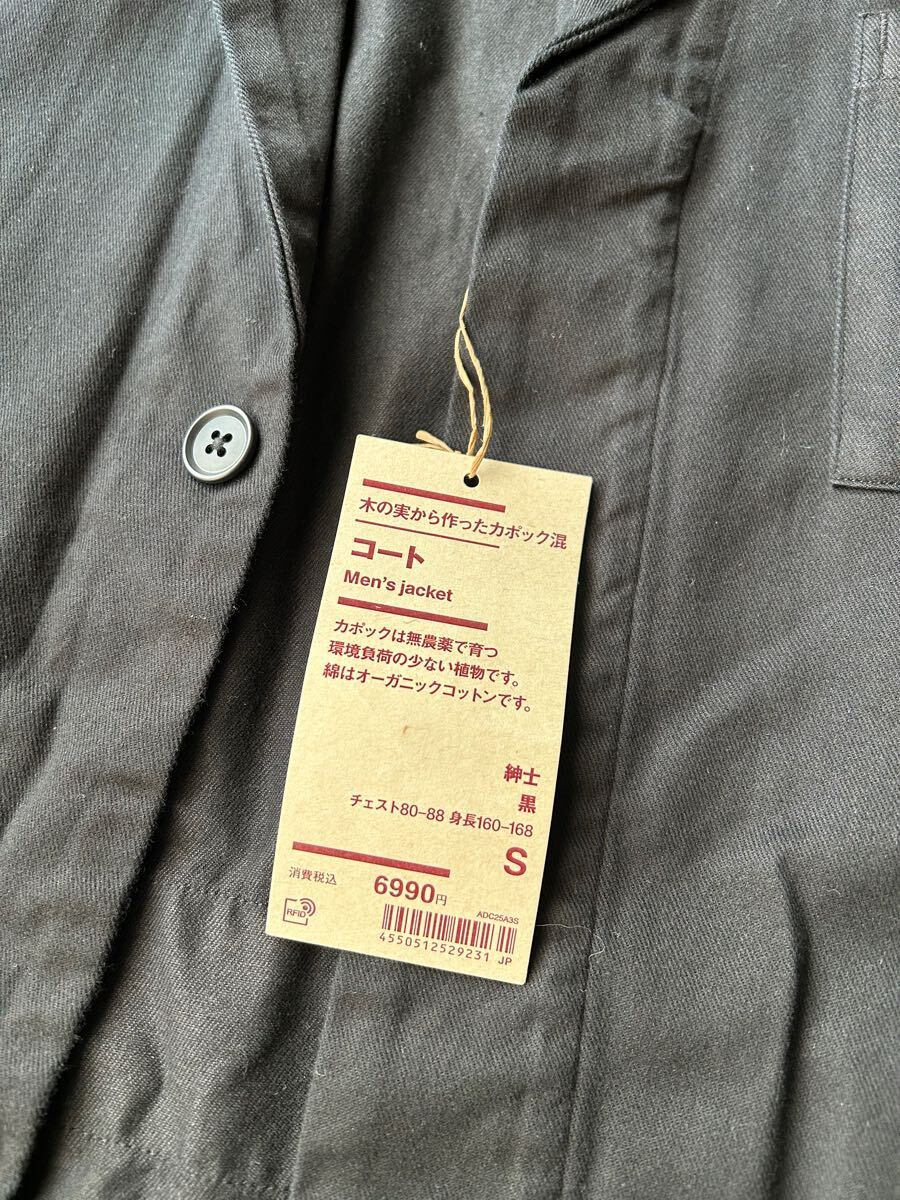 木の実から作ったカポック混
コート
Men's jacket
カポックは無農薬で育つ
環境負荷の少ない植物です。
綿はオーガニックコットンです。
紳士
黒
チェスト80-88 身長160-168
S
消費税込 6990円
RFID
ADC25A3S
4550512529231 JP